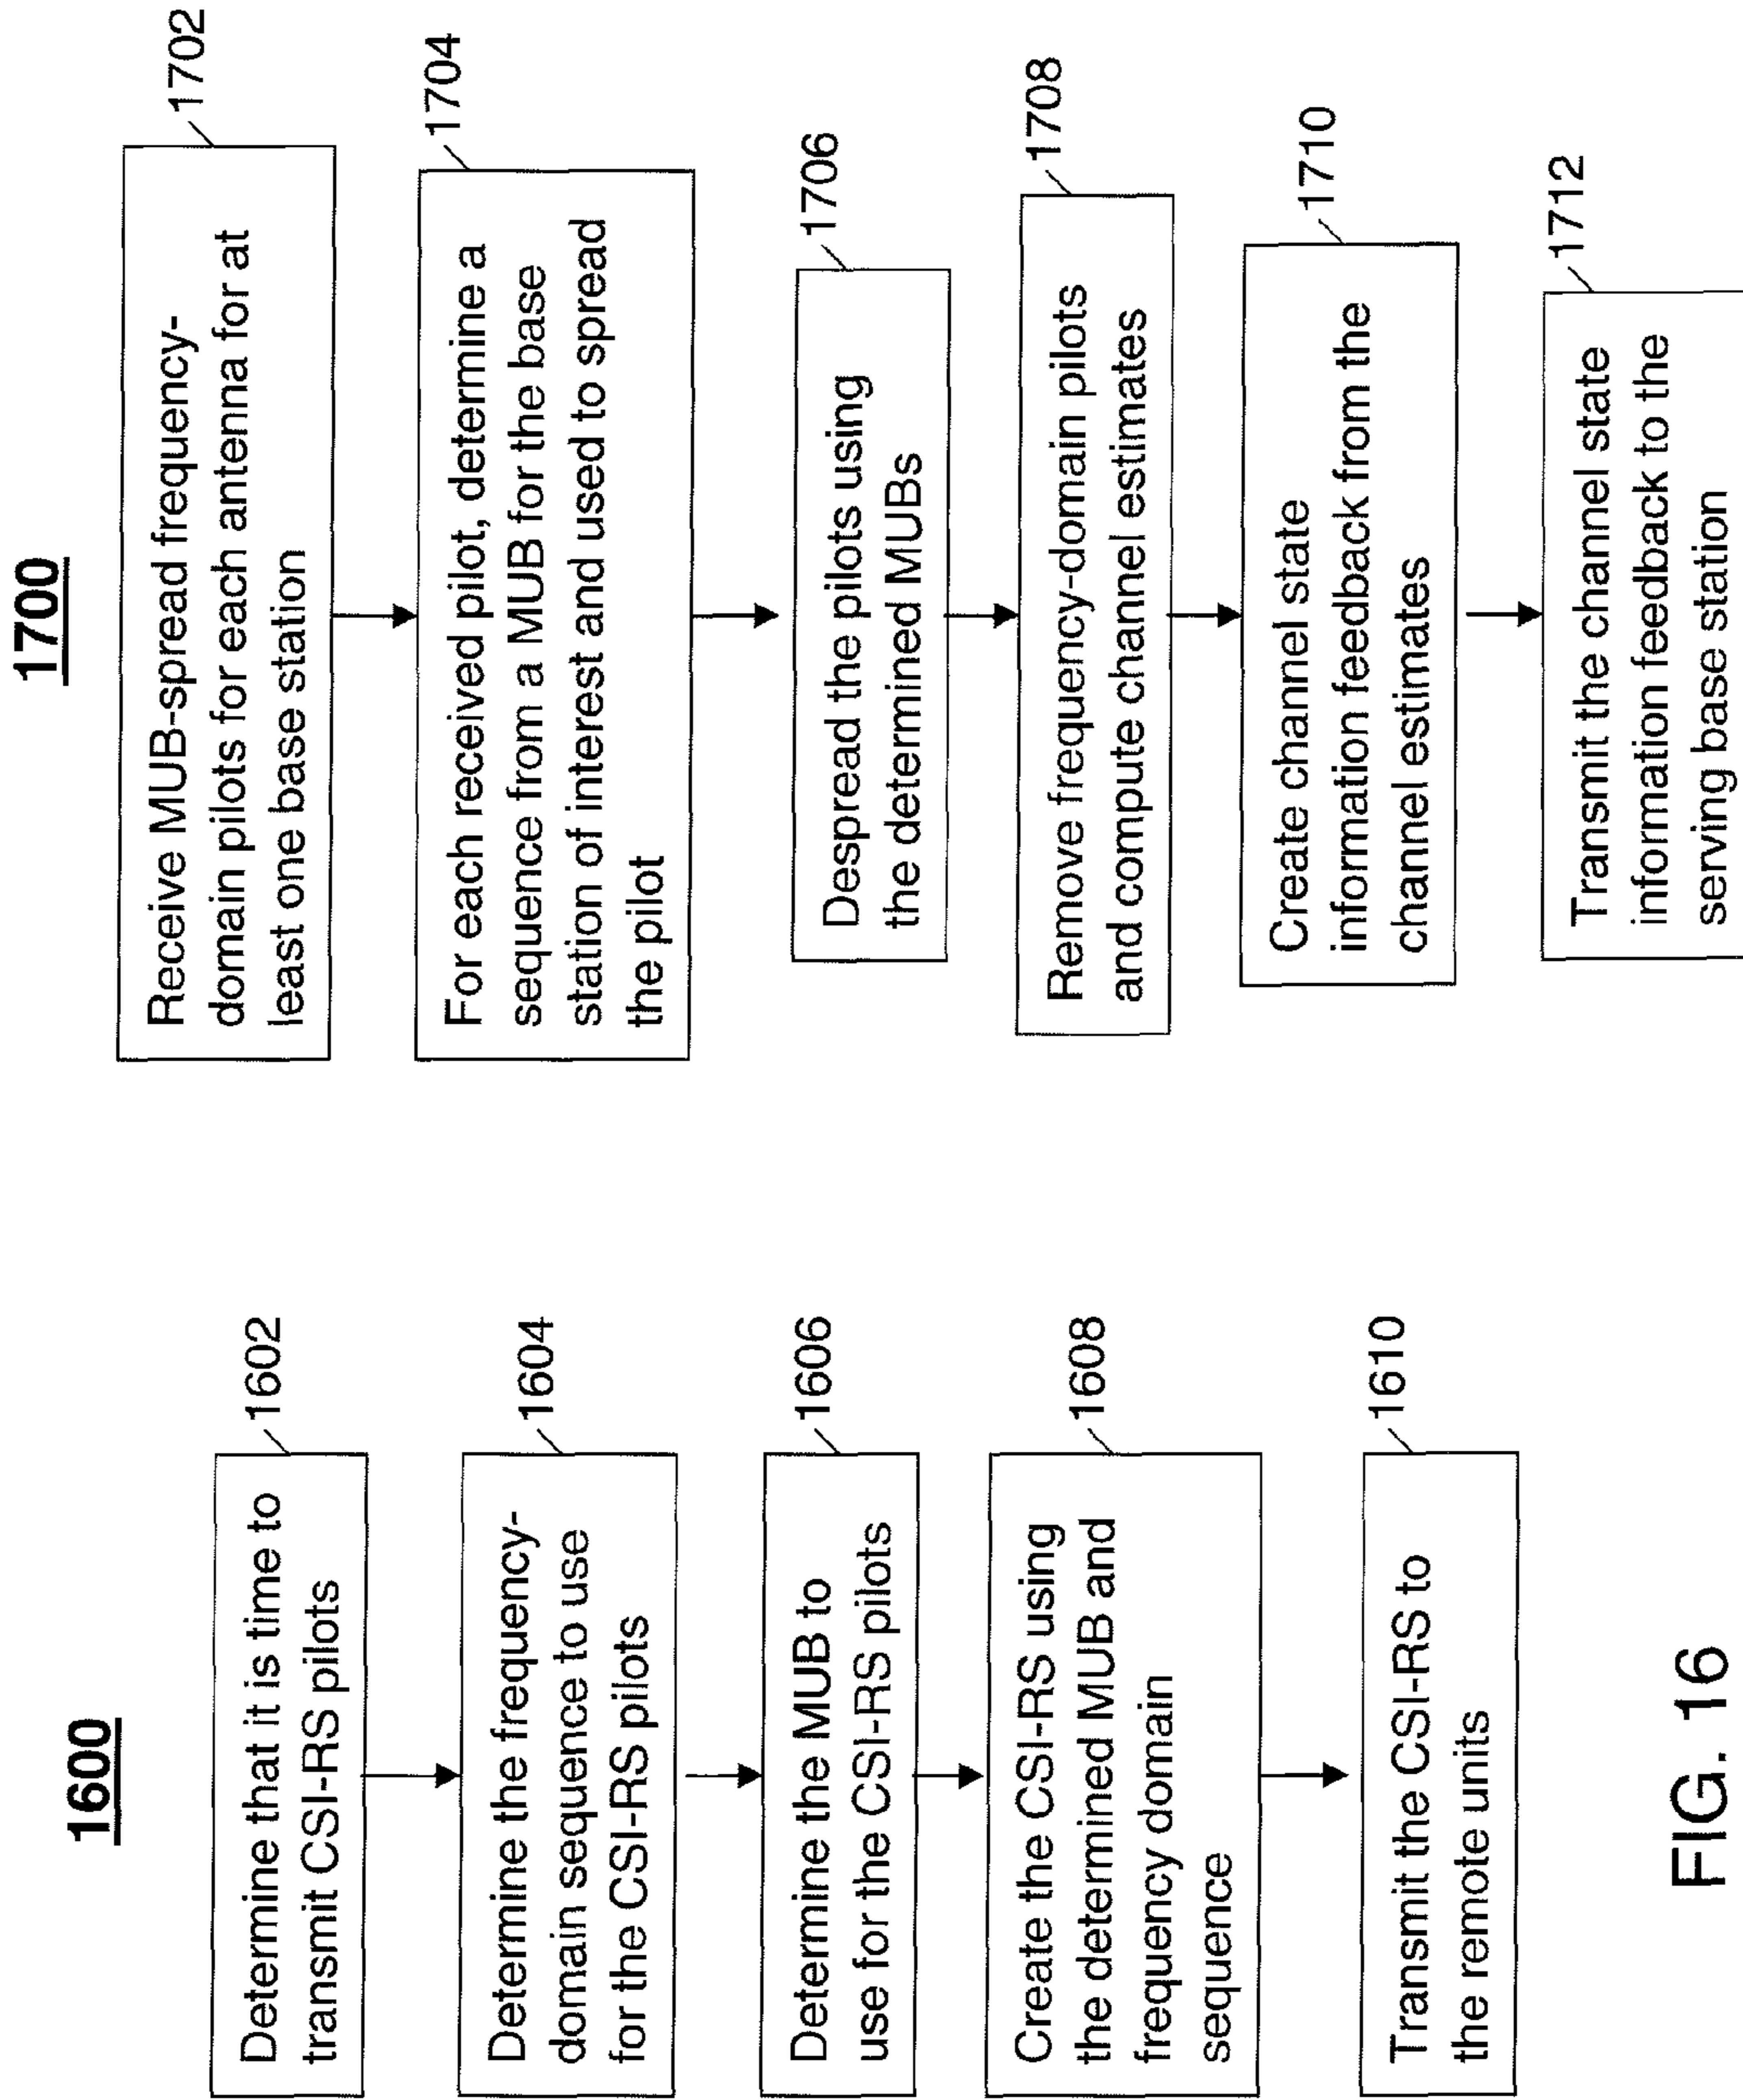 1600
Determine that it is time to
transmit CSI-RS pilots
1602
Determine the frequency-
domain sequence to use
for the CSI-RS pilots
1604
Determine the MUB to
use for the CSI-RS pilots
1606
Create the CSI-RS using
the determined MUB and
frequency domain
sequence
1608
Transmit the CSI-RS to
the remote units
1610
FIG. 16
1700
Receive MUB-spread frequency-
domain pilots for each antenna for at
least one base station
1702
For each received pilot, determine a
sequence from a MUB for the base
station of interest and used to spread
the pilot
1704
Despread the pilots using
the determined MUBs
1706
Remove frequency-domain pilots
and compute channel estimates
1708
Create channel state
information feedback from the
channel estimates
1710
Transmit the channel state
information feedback to the
serving base station
1712